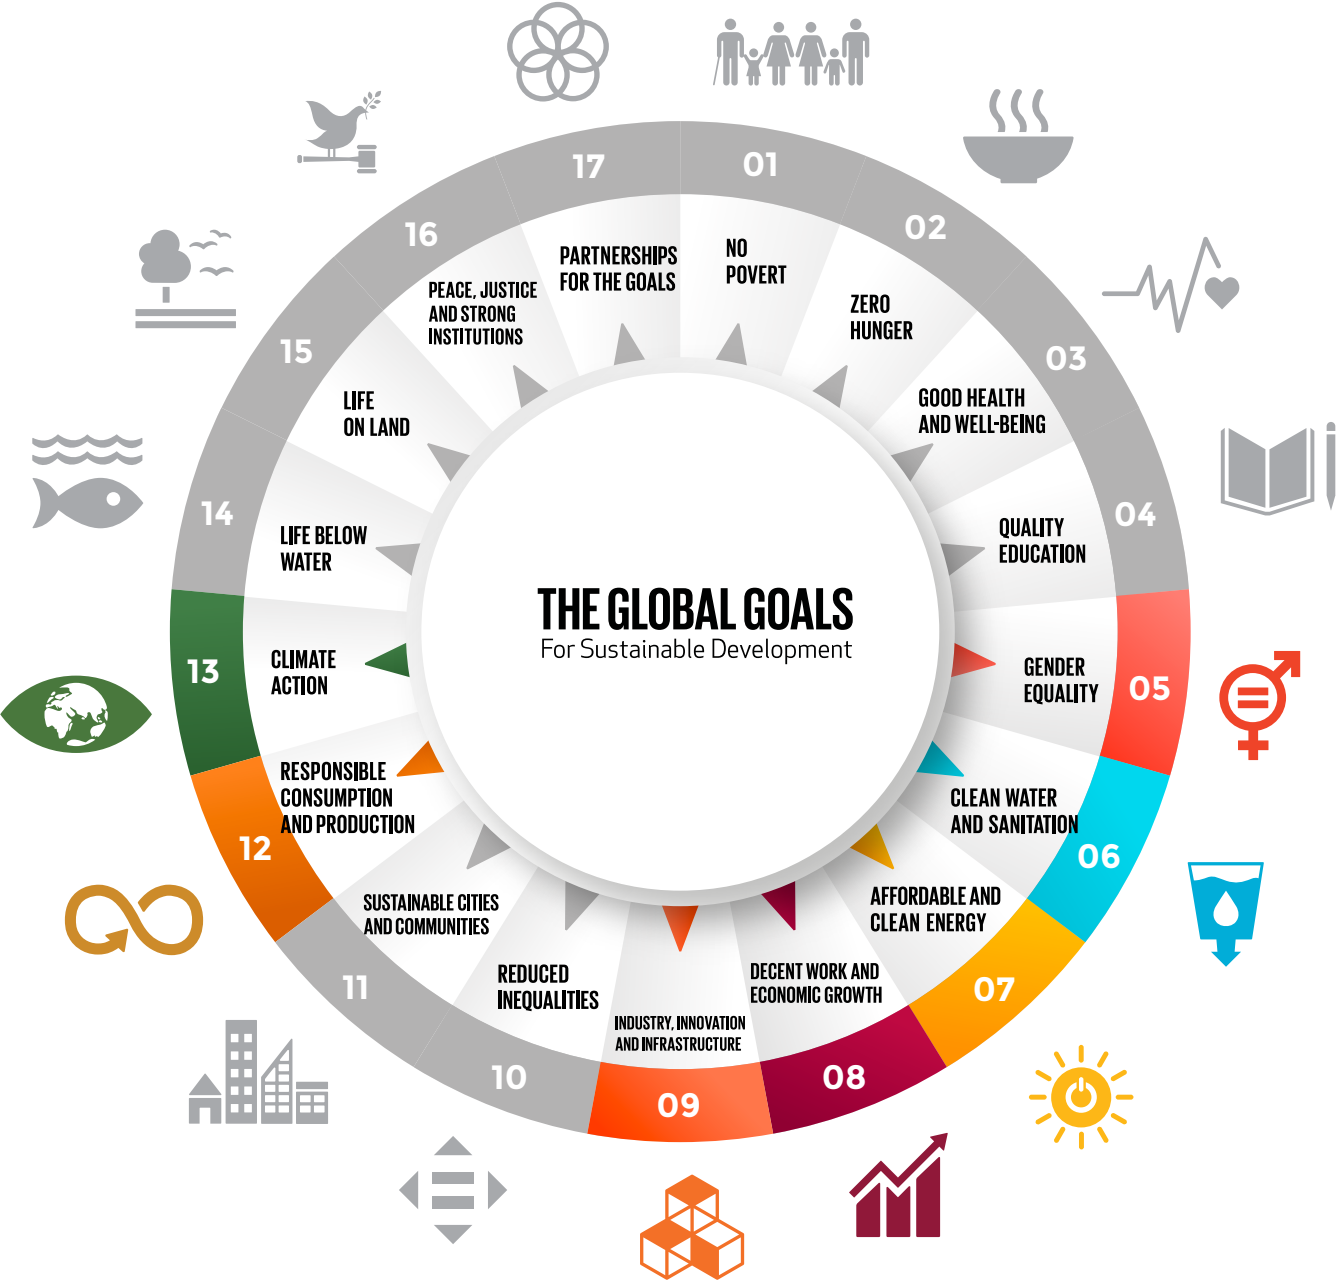 THE GLOBAL GOALS
For Sustainable Development
01
NO
POVERT
02
ZERO
HUNGER
03
GOOD HEALTH
AND WELL-BEING
04
QUALITY
EDUCATION
05
GENDER
EQUALITY
06
CLEAN WATER
AND SANITATION
07
AFFORDABLE AND
CLEAN ENERGY
08
DECENT WORK AND
ECONOMIC GROWTH
09
INDUSTRY, INNOVATION
AND INFRASTRUCTURE
10
REDUCED
INEQUALITIES
11
SUSTAINABLE CITIES
AND COMMUNITIES
12
RESPONSIBLE
CONSUMPTION
AND PRODUCTION
13
CLIMATE
ACTION
14
LIFE BELOW
WATER
15
LIFE
ON LAND
16
PEACE, JUSTICE
AND STRONG
INSTITUTIONS
17
PARTNERSHIPS
FOR THE GOALS